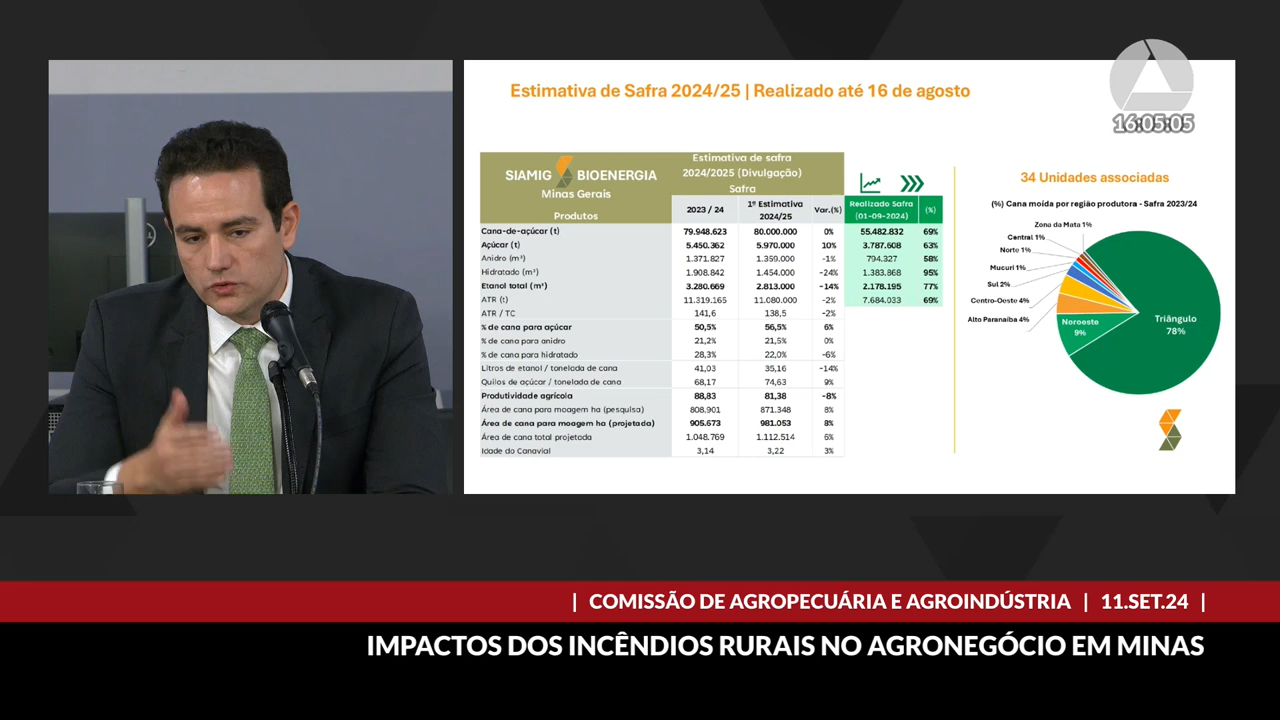 Estimativa de Safra 2024/25 | Realizado até 16 de agosto
16:05:05
SIAMIG BIOENERGIA
Minas Gerais
Produtos
Estimativa de safra
2024/2025 (Divulgação)
Safra
2023 / 24
1ª Estimativa
2024/25
Var.(%)
Realizado Safra
(01-09-2024)
(%)
Cana-de-açúcar (t) 79.948.623 80.000.000 0% 55.482.832 69%
Açúcar (t) 5.450.362 5.970.000 10% 3.787.608 63%
Anidro (m³) 1.371.827 1.359.000 -1% 794.327 58%
Hidratado (m³) 1.908.842 1.454.000 -24% 1.383.868 95%
Etanol total (m³) 3.280.669 2.813.000 -14% 2.178.195 77%
ATR (t) 11.319.165 11.080.000 -2% 7.684.033 69%
ATR / TC 141,6 138,5 -2%
% de cana para açúcar 50,5% 56,5% 6%
% de cana para anidro 21,2% 21,5% 0%
% de cana para hidratado 28,3% 22,0% -6%
Litros de etanol / tonelada de cana 41,03 35,16 -14%
Quilos de açúcar / tonelada de cana 68,17 74,63 9%
Produtividade agrícola 88,83 81,38 -8%
Área de cana para moagem ha (pesquisa) 808.901 871.348 8%
Área de cana para moagem ha (projetada) 905.673 981.053 8%
Área de cana total projetada 1.048.769 1.112.514 6%
Idade do Canavial 3,14 3,22 3%
34 Unidades associadas
(%) Cana moída por região produtora - Safra 2023/24
Zona da Mata 1%
Central 1%
Norte 1%
Mucuri 1%
Sul 2%
Centro-Oeste 4%
Alto Paranaíba 4%
Noroeste
9%
Triângulo
78%
| COMISSÃO DE AGROPECUÁRIA E AGROINDÚSTRIA | 11.SET.24 |
IMPACTOS DOS INCÊNDIOS RURAIS NO AGRONEGÓCIO EM MINAS